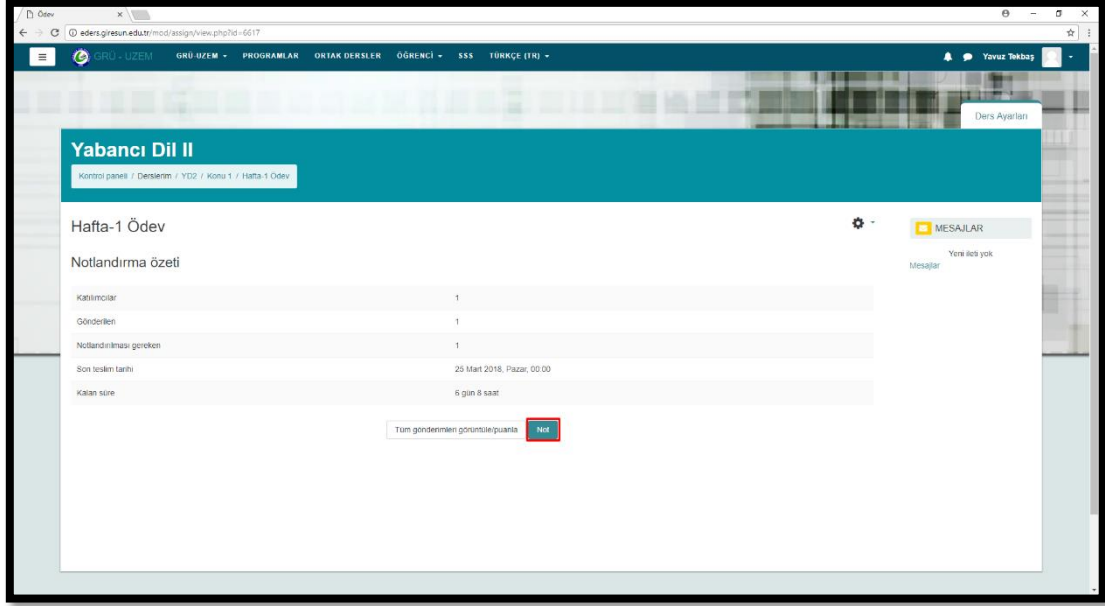 Ödev
eders.giresun.edu.tr/mod/assign/view.php?id=6617
GRÜ - UZEM GRÜ-UZEM PROGRAMLAR ORTAK DERSLER ÖĞRENCİ SSS TÜRKÇE (TR) Yavuz Tekbaş
Ders Ayarları
Yabancı Dil II
Kontrol paneli / Derslerim / YD2 / Konu 1 / Hafta-1 Ödev
Hafta-1 Ödev
MESAJLAR
Yeni ileti yok
Mesajlar
Notlandırma özeti
Katılımcılar 1
Gönderilen 1
Notlandırılması gereken 1
Son teslim tarihi 25 Mart 2018, Pazar, 00:00
Kalan süre 6 gün 8 saat
Tüm gönderimleri görüntüle/puanla Not